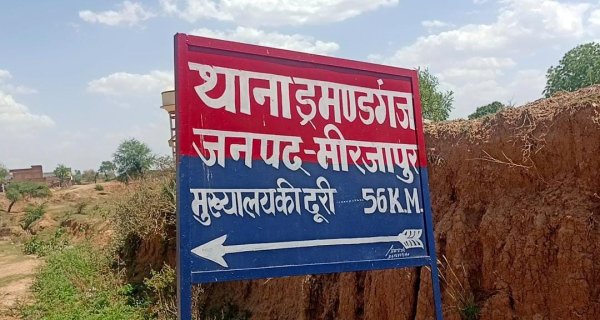 थाना ड्रमण्डगंज
जनपद-मीरजापुर
मुख्यालय की दूरी 56 K.M.